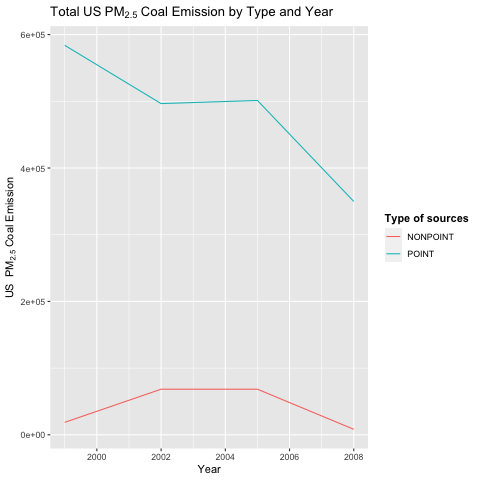 Total US PM2.5 Coal Emission by Type and Year
6e+05
4e+05
2e+05
0e+00
US PM2.5 Coal Emission
2000 2002 2004 2006 2008
Year
Type of sources
NONPOINT
POINT